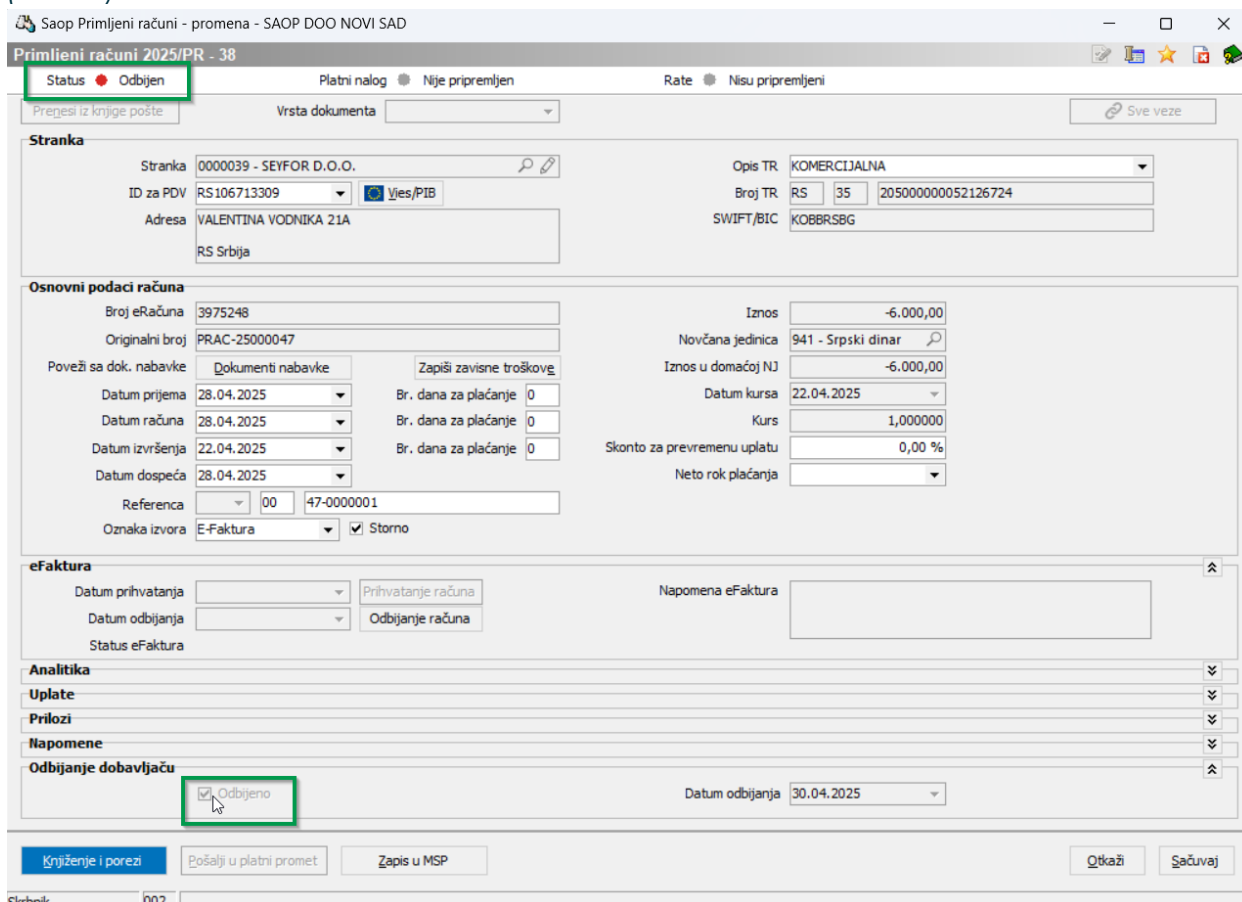 Saop Primljeni računi - promena - SAOP DOO NOVI SAD
Primljeni računi 2025/PR - 38
Status Odbijen Platni nalog Nije pripremljen Rate Nisu pripremljeni
Prenesi iz knjige pošte Vrsta dokumenta Sve veze
Stranka
Stranka 0000039 - SEYFOR D.O.O. Opis TR KOMERCIJALNA
ID za PDV RS106713309 Vies/PIB Broj TR RS 35 205000000052126724
Adresa VALENTINA VODNIKA 21A SWIFT/BIC KOBBRSBG
RS Srbija
Osnovni podaci računa
Broj eRačuna 3975248 Iznos -6.000,00
Originalni broj PRAC-25000047 Novčana jedinica 941 - Srpski dinar
Poveži sa dok. nabavke Dokumenti nabavke Zapiši zavisne troškove Iznos u domaćoj NJ -6.000,00
Datum prijema 28.04.2025 Br. dana za plaćanje 0 Datum kursa 22.04.2025
Datum računa 28.04.2025 Br. dana za plaćanje 0 Kurs 1,000000
Datum izvršenja 22.04.2025 Br. dana za plaćanje 0 Skonto za prevremenu uplatu 0,00 %
Datum dospeća 28.04.2025 Neto rok plaćanja
Referenca 00 47-0000001
Oznaka izvora E-Faktura Storno
eFaktura
Datum prihvatanja Prihvatanje računa Napomena eFaktura
Datum odbijanja Odbijanje računa
Status eFaktura
Analitika
Uplate
Prilozi
Napomene
Odbijanje dobavljaču
Odbijeno Datum odbijanja 30.04.2025
Knjiženje i porezi Pošalji u platni promet Zapis u MSP Otkaži Sačuvaj